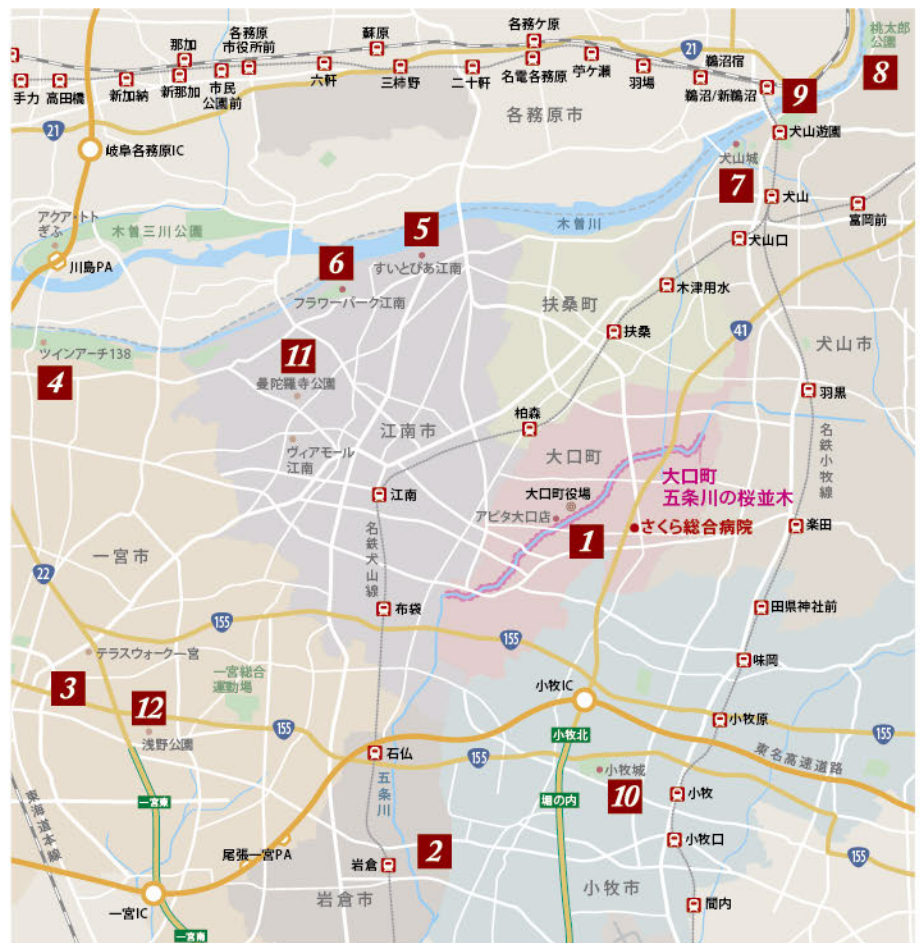 各務
市役所前
那加
蘇原
各務ケ原
21
鵜沼宿
桃太郎
公園
8
手力
高田橋
新加納
新那加
市民
公園前
六軒
三柿野
二十軒
名電各務原
苧ケ瀬
羽場
鵜沼/新鵜沼
9
21
各務原市
犬山遊園
岐阜各務原IC
犬山城
7
犬山
富岡前
アクア・トト
ぎふ
木曽三川公園
5
木曽川
犬山口
川島PA
6
すいとぴあ江南
フラワーパーク江南
木津用水
扶桑町
扶桑
41
犬山市
ツインアーチ138
4
11
曼陀羅寺公園
羽黒
柏森
江南市
ヴィアモール
江南
大口町
名鉄小牧線
大口町
五条川の桜並木
江南
大口町役場
アピタ大口店
さくら総合病院
1
楽田
名鉄犬山線
一宮市
22
布袋
田県神社前
155
155
テラスウォーク一宮
味岡
一宮総合
運動場
3
12
小牧IC
小牧原
155
浅野公園
155
小牧北
155
東名高速道路
石仏
五条川
小牧城
10
小牧
一宮東
堀の内
東海道本線
小牧口
尾張一宮PA
2
岩倉
155
岩倉市
小牧市
一宮IC
間内
一宮南